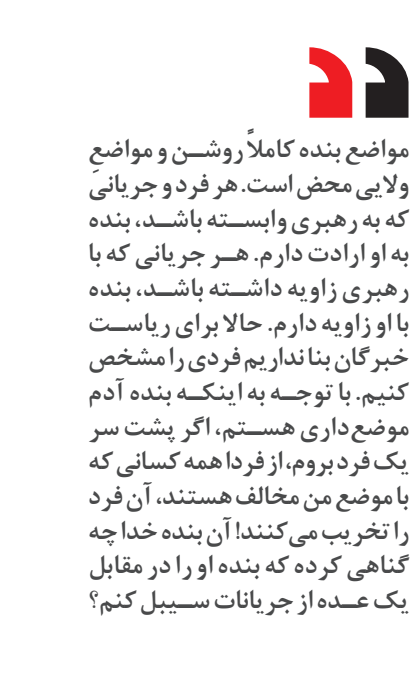 مواضع بنده کاملاً روشن و مواضعِ
ولایی محض است. هر فرد و جریانی
که به رهبری وابسته باشد، بنده
به او ارادت دارم. هر جریانی که با
رهبری زاویه داشته باشد، بنده
با او زاویه دارم. حالا برای ریاست
خبرگان بنا نداریم فردی را مشخص
کنیم. با توجه به اینکه بنده آدم
موضع‌داری هستم، اگر پشت سر
یک فرد بروم، از فردا همه کسانی که
با موضع من مخالف هستند، آن فرد
را تخریب می‌کنند! آن بنده خدا چه
گناهی کرده که بنده او را در مقابل
یک عده از جریانات سیبل کنم؟